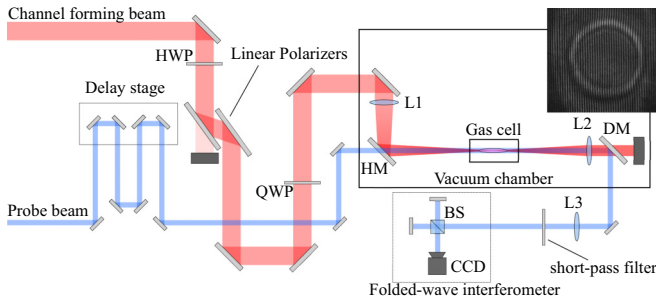 Channel forming beam
HWP
Linear Polarizers
Delay stage
L1
Gas cell
L2
DM
HM
QWP
Vacuum chamber
Probe beam
BS
L3
CCD
short-pass filter
Folded-wave interferometer